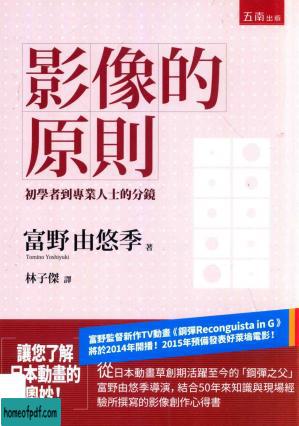 五南出版
影像的
原則
初學者到專業人士的分鏡
富野由悠季 著
Tomino Yoshiyuki
林子傑 譯
富野監督新作TV動畫《鋼彈Reconguista in G》
將於2014年開播！2015年預備發表好萊塢電影！
讓您了解
日本動畫的
奧妙！
從日本動畫草創期活躍至今的「鋼彈之父」
富野由悠季導演，結合50年來知識與現場經
驗所撰寫的影像創作心得書
homeofpdf.com